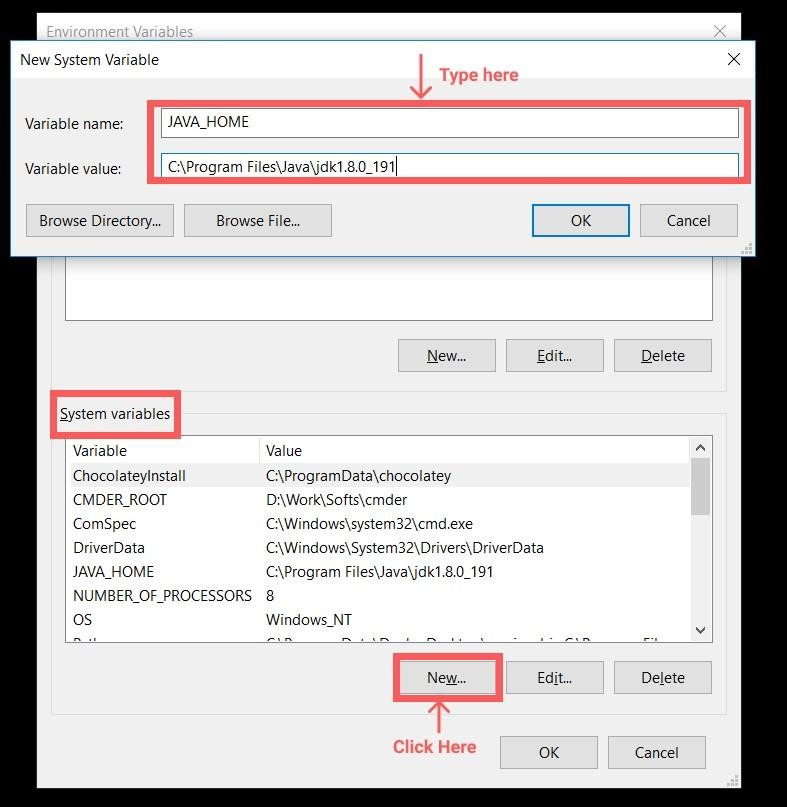 Environment Variables
New System Variable
Type here
Variable name: JAVA_HOME
Variable value: C:\Program Files\Java\jdk1.8.0_191
Browse Directory... Browse File... OK Cancel
New... Edit... Delete
System variables
Variable Value
ChocolateyInstall C:\ProgramData\chocolatey
CMDER_ROOT D:\Work\Softs\cmder
ComSpec C:\Windows\system32\cmd.exe
DriverData C:\Windows\System32\Drivers\DriverData
JAVA_HOME C:\Program Files\Java\jdk1.8.0_191
NUMBER_OF_PROCESSORS 8
OS Windows_NT
New... Edit... Delete
Click Here
OK Cancel